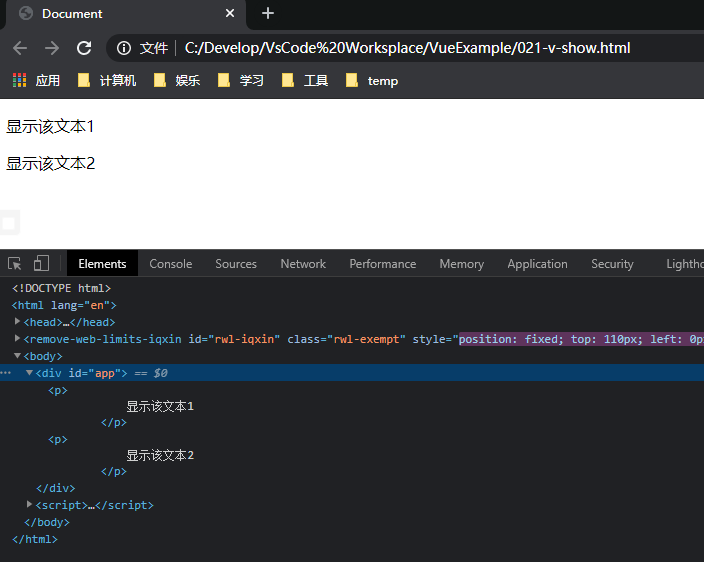 Document
文件 C:/Develop/VsCode%20Workspace/VueExample/021-v-show.html
应用 计算机 娱乐 学习 工具 temp
显示该文本1
显示该文本2
Elements Console Sources Network Performance Memory Application Security Lightho
<!DOCTYPE html>
<html lang="en">
<head>…</head>
<remove-web-limits-iqxin id="rwl-iqxin" class="rwl-exempt" style="position: fixed; top: 110px; left: 0p
<body>
<div id="app"> == $0
<p>
显示该文本1
</p>
<p>
显示该文本2
</p>
</div>
<script>…</script>
</body>
</html>